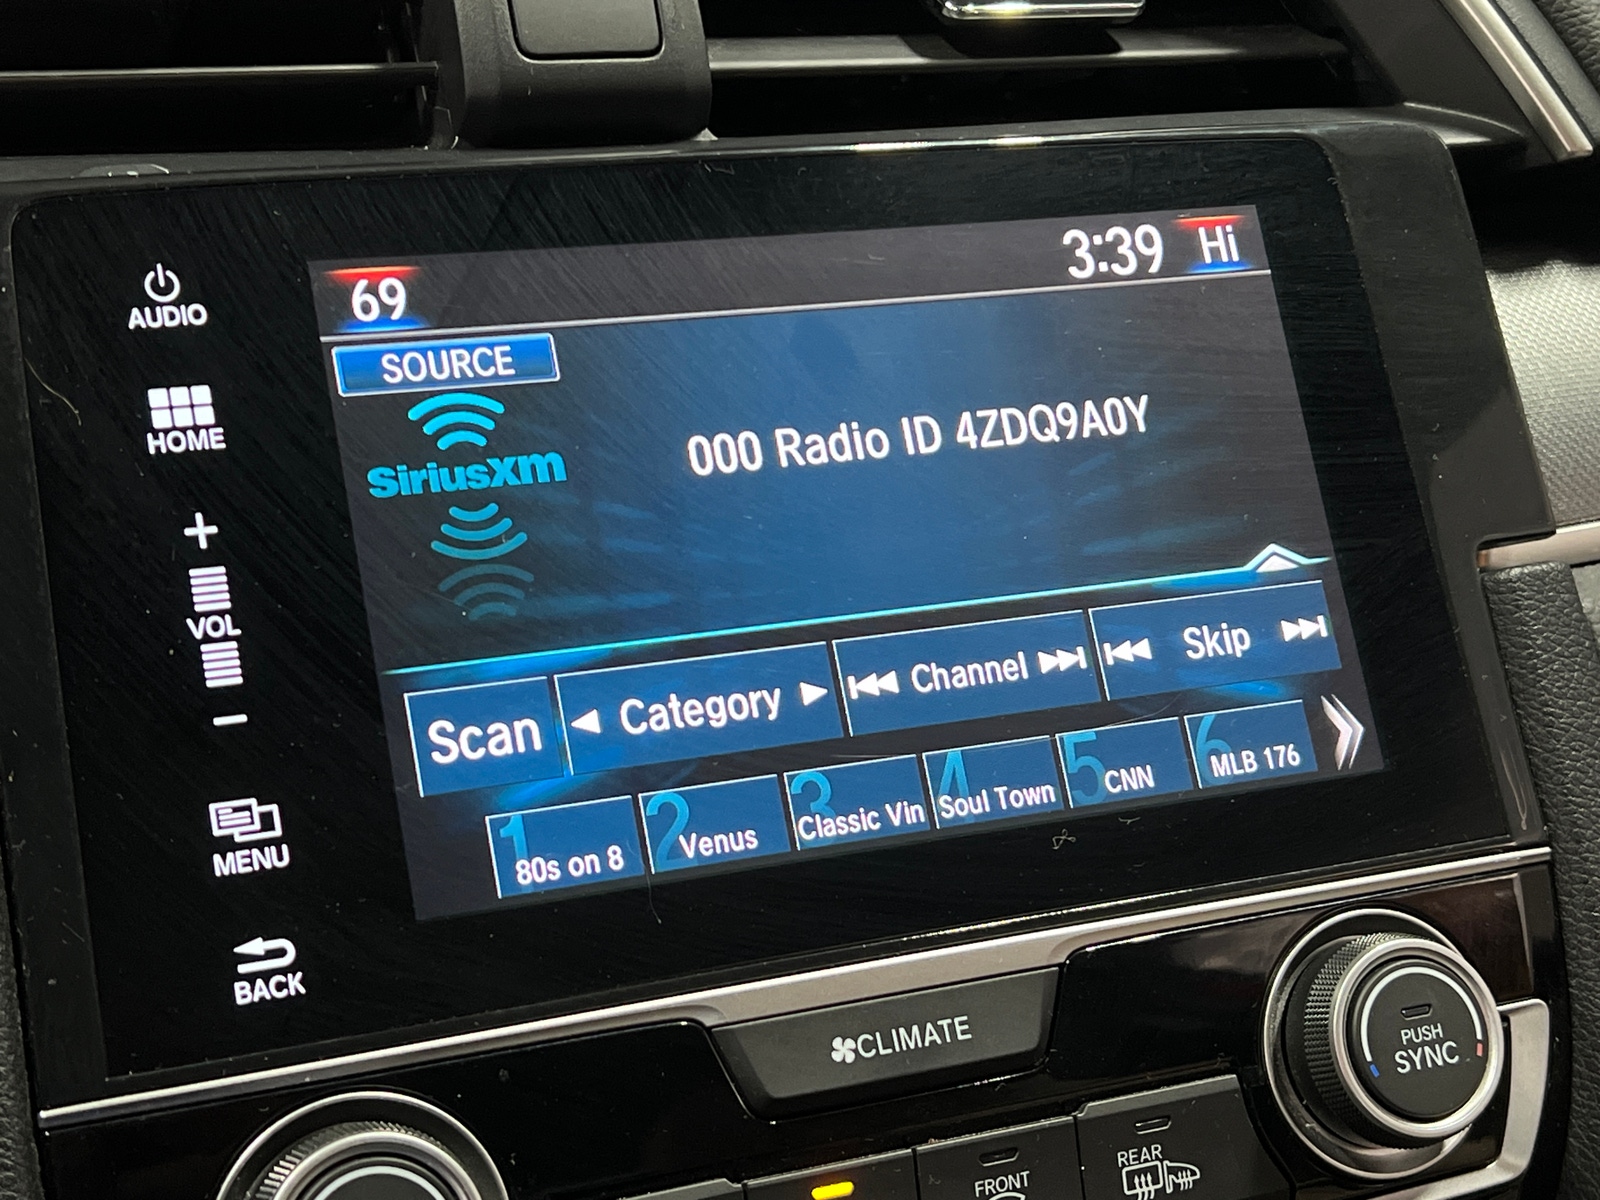 AUDIO
HOME
+
VOL
-
MENU
BACK
69
3:39
Hi
SOURCE
SiriusXm
000 Radio ID 4ZDQ9A0Y
Scan
Category
Channel
Skip
1 80s on 8
2 Venus
3 Classic Vin
4 Soul Town
5 CNN
6 MLB 176
CLIMATE
PUSH
SYNC
FRONT
REAR